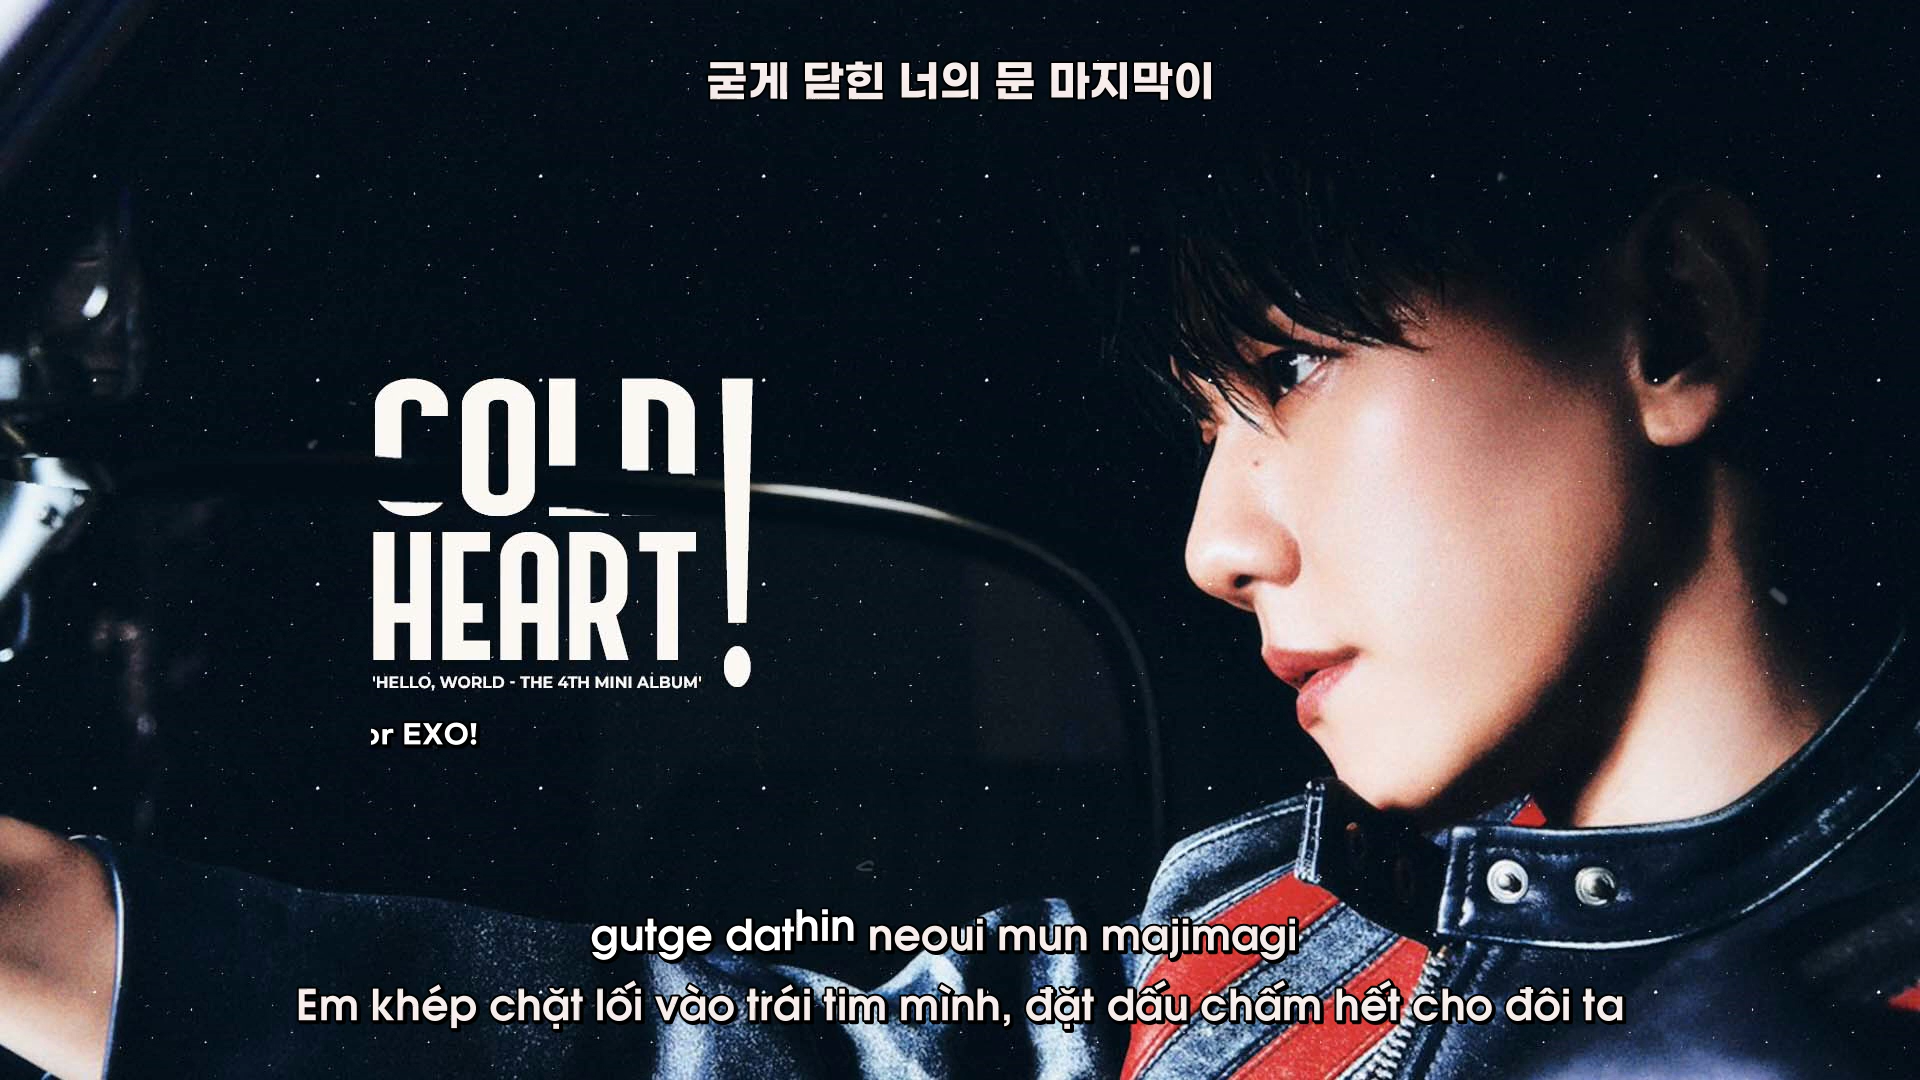 굳게 닫힌 너의 문 마지막이
COLD
HEART!
'HELLO, WORLD - THE 4TH MINI ALBUM'
or EXO!
gutge dathin neoui mun majimagi
Em khép chặt lối vào trái tim mình, đặt dấu chấm hết cho đôi ta